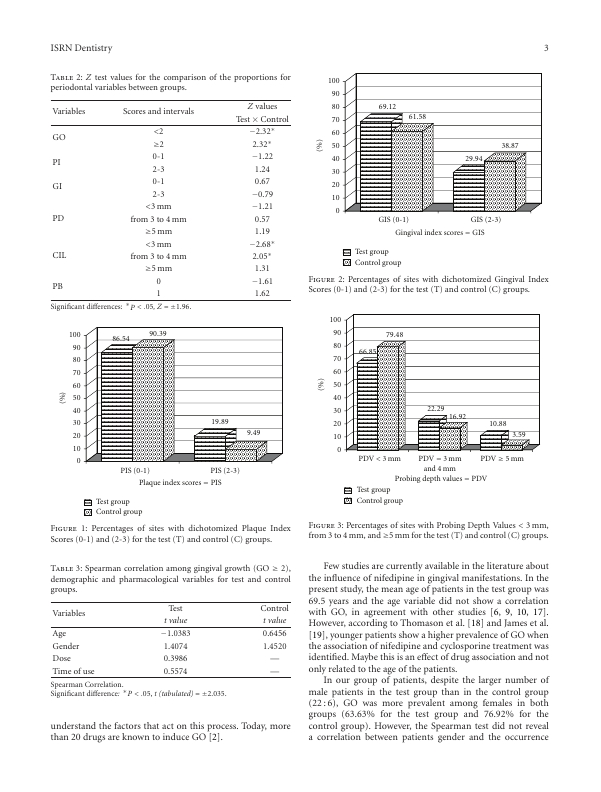 ISRN Dentistry
3
Table 2: Z test values for the comparison of the proportions for
periodontal variables between groups.
Variables Scores and intervals Z values
Test × Control
GO <2 −2.32*
≥2 2.32*
PI 0-1 −1.22
2-3 1.24
GI 0-1 0.67
2-3 −0.79
PD <3 mm −1.21
from 3 to 4 mm 0.57
≥5 mm 1.19
CIL <3 mm −2.68*
from 3 to 4 mm 2.05*
≥5 mm 1.31
PB 0 −1.61
1 1.62
Significant differences: *p < .05, Z = ±1.96.
100
90
80
70
60
50
40
30
20
10
0
(%)
86.54
90.39
19.89
9.49
PIS (0-1)
PIS (2-3)
Plaque index scores = PIS
Test group
Control group
Figure 1: Percentages of sites with dichotomized Plaque Index
Scores (0-1) and (2-3) for the test (T) and control (C) groups.
Table 3: Spearman correlation among gingival growth (GO ≥ 2),
demographic and pharmacological variables for test and control
groups.
Variables Test Control
t value t value
Age −1.0383 0.6456
Gender 1.4074 1.4520
Dose 0.3986 —
Time of use 0.5574 —
Spearman Correlation.
Significant difference: *P < .05, t (tabulated) = ±2.035.
understand the factors that act on this process. Today, more
than 20 drugs are known to induce GO [2].
100
90
80
70
60
50
40
30
20
10
0
(%)
69.12
61.58
29.94
38.87
GIS (0-1)
GIS (2-3)
Gingival index scores = GIS
Test group
Control group
Figure 2: Percentages of sites with dichotomized Gingival Index
Scores (0-1) and (2-3) for the test (T) and control (C) groups.
100
90
80
70
60
50
40
30
20
10
0
(%)
66.85
79.48
22.29
16.92
10.88
3.59
PDV < 3 mm
PDV = 3 mm
and 4 mm
PDV ≥ 5 mm
Probing depth values = PDV
Test group
Control group
Figure 3: Percentages of sites with Probing Depth Values < 3 mm,
from 3 to 4 mm, and ≥5 mm for the test (T) and control (C) groups.
Few studies are currently available in the literature about
the influence of nifedipine in gingival manifestations. In the
present study, the mean age of patients in the test group was
69.5 years and the age variable did not show a correlation
with GO, in agreement with other studies [6, 9, 10, 17].
However, according to Thomason et al. [18] and James et al.
[19], younger patients show a higher prevalence of GO when
the association of nifedipine and cyclosporine treatment was
identified. Maybe this is an effect of drug association and not
only related to the age of the patients.
In our group of patients, despite the larger number of
male patients in the test group than in the control group
(22 : 6), GO was more prevalent among females in both
groups (63.63% for the test group and 76.92% for the
control group). However, the Spearman test did not reveal
a correlation between patients gender and the occurrence